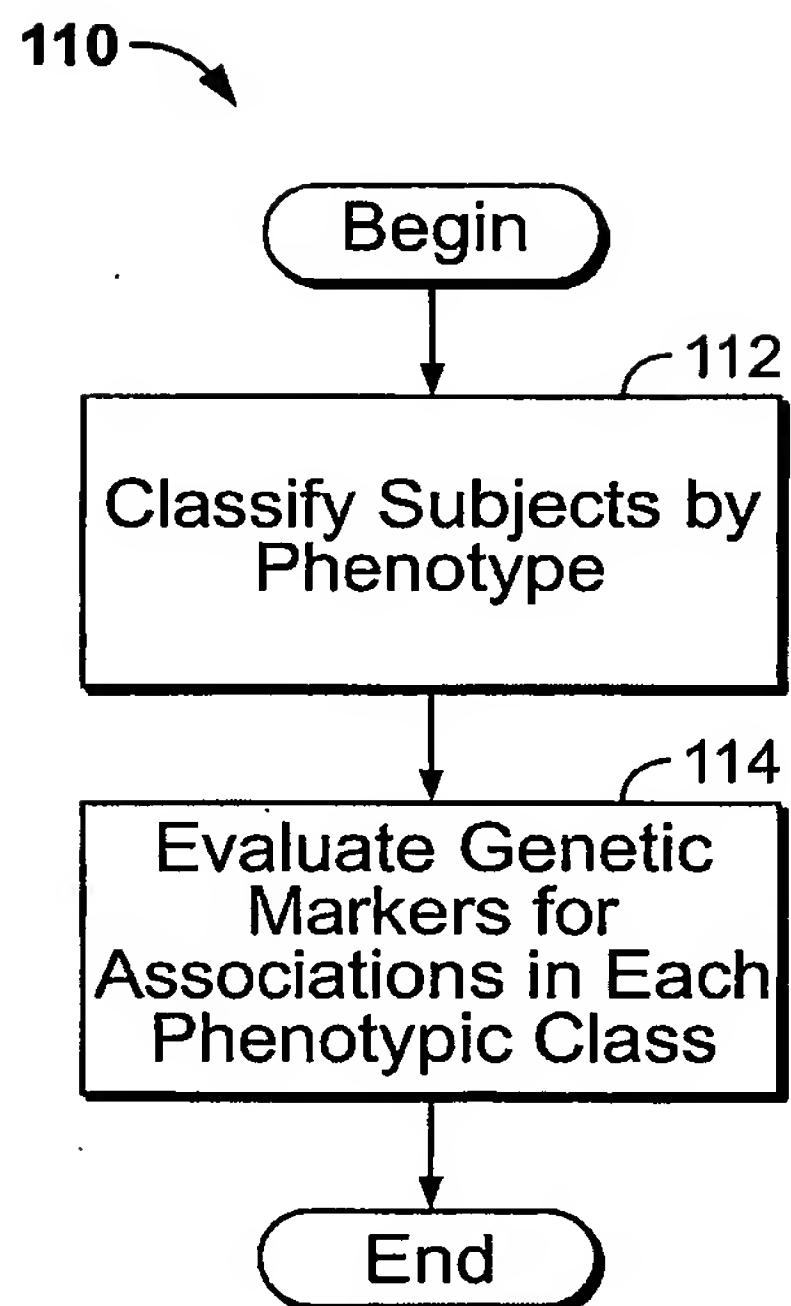 110
Begin
112
Classify Subjects by
Phenotype
114
Evaluate Genetic
Markers for
Associations in Each
Phenotypic Class
End